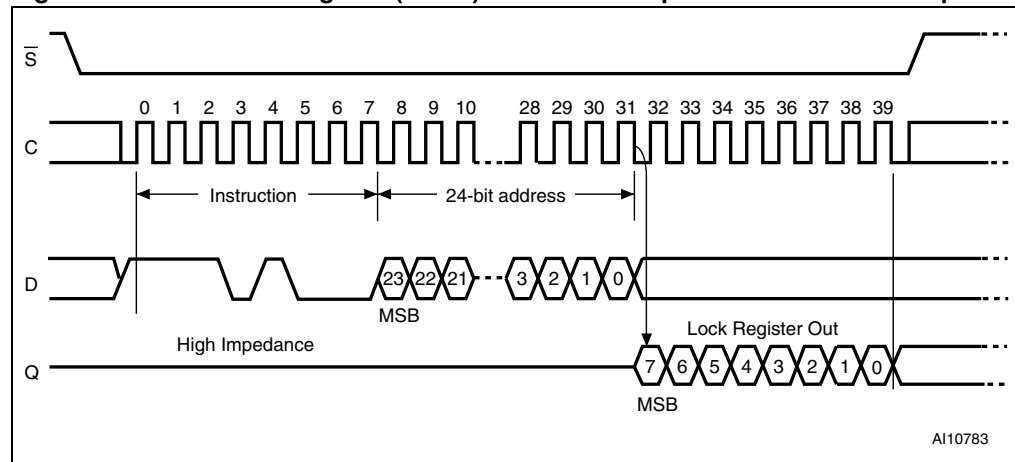 S
0 1 2 3 4 5 6 7 8 9 10 28 29 30 31 32 33 34 35 36 37 38 39
C
Instruction 24-bit address
D
23 22 21 3 2 1 0
MSB
High Impedance
Lock Register Out
Q
7 6 5 4 3 2 1 0
MSB
AI10783